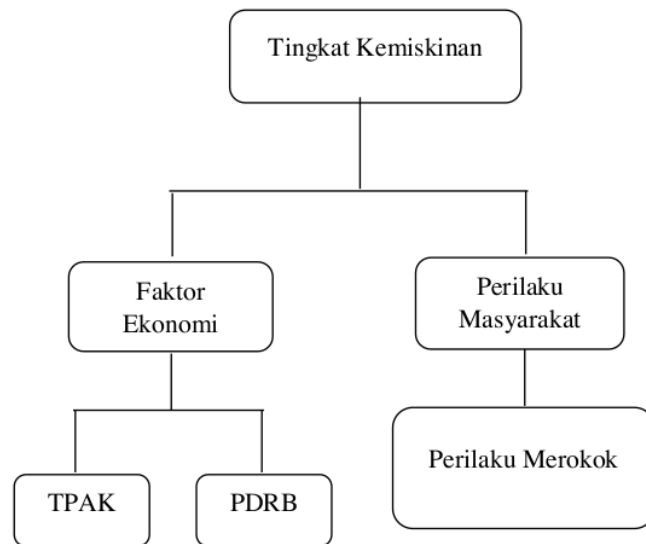 Tingkat Kemiskinan
Faktor
Ekonomi
Perilaku
Masyarakat
TPAK
PDRB
Perilaku Merokok